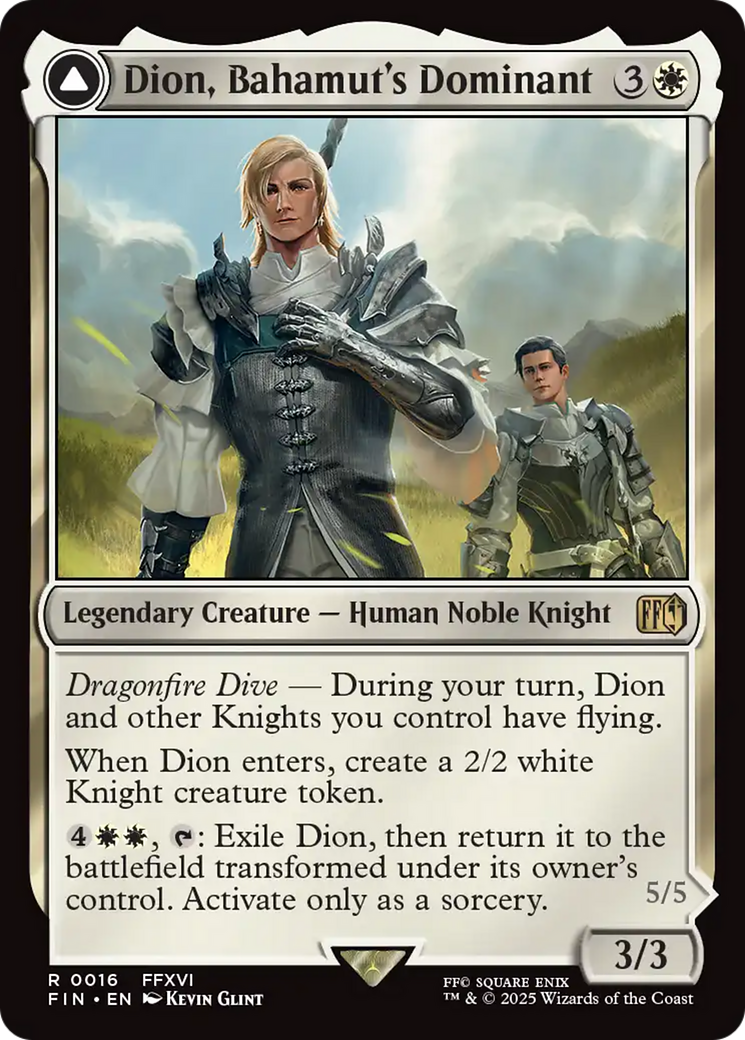 Dion, Bahamut's Dominant 3
Legendary Creature — Human Noble Knight FF
Dragonfire Dive — During your turn, Dion
and other Knights you control have flying.
When Dion enters, create a 2/2 white
Knight creature token.
4, : Exile Dion, then return it to the
battlefield transformed under its owner's
control. Activate only as a sorcery.
5/5
3/3
R 0016 FFXVI
FIN • EN Kevin Glint
FF© SQUARE ENIX
™ & © 2025 Wizards of the Coast